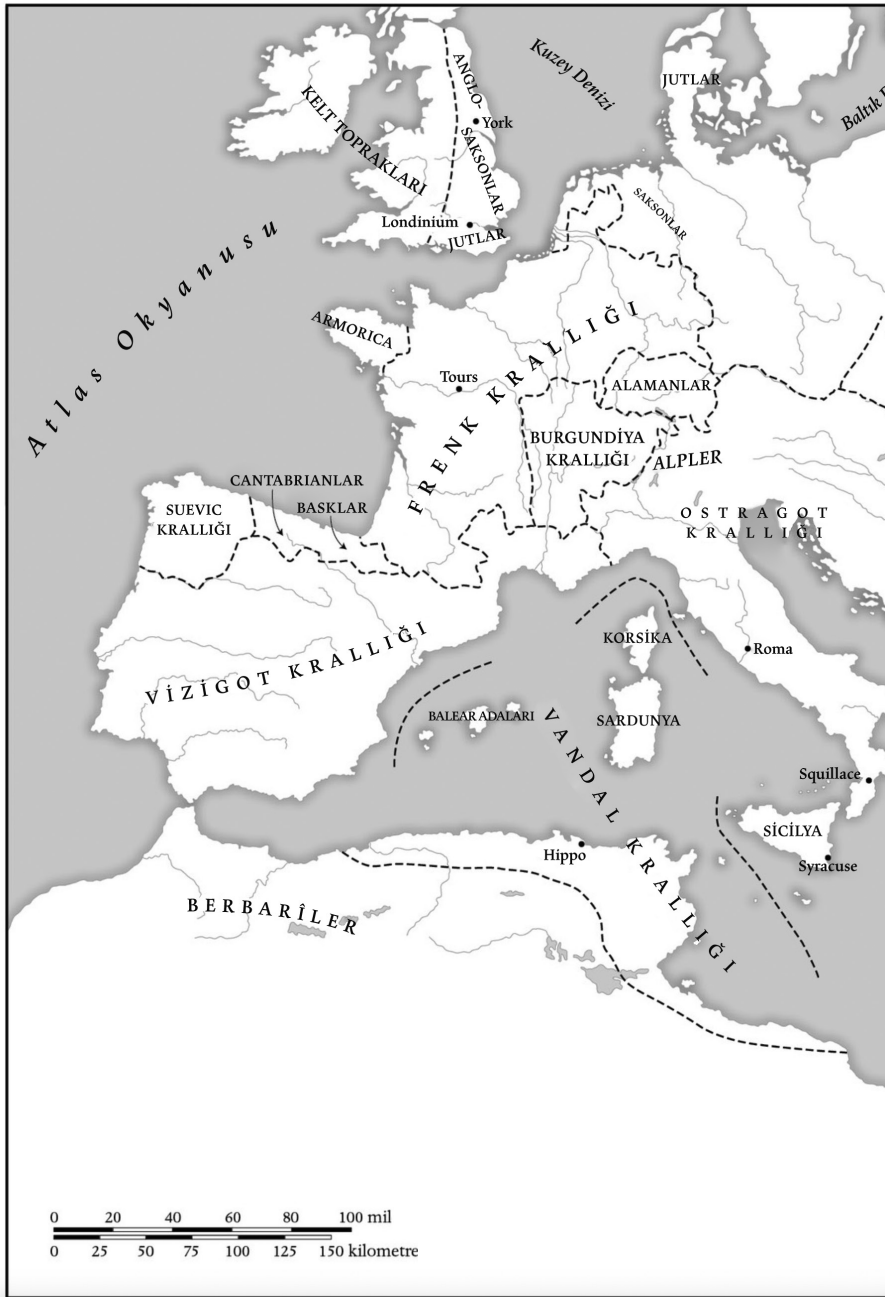 Kuzey Denizi
JUTLAR
ANGLO-
SAKSONLAR
York
KELT TOPRAKLARI
SAKSONLAR
Londinium
JUTLAR
Atlas Okyanusu
ARMORICA
FRENK KRALLIĞI
Tours
ALAMANLAR
BURGUNDİYA
KRALLIĞI
ALPLER
CANTABRIANLAR
BASKLAR
SUEVIC
KRALLIĞI
OSTRAGOT
KRALLIĞI
KORSİKA
Roma
VİZİGOT KRALLIĞI
BALEAR ADALARI
SARDUNYA
VANDAL KRALLIĞI
Squillace
SİCİLYA
Syracuse
Hippo
BERBARÎLER
0 20 40 60 80 100 mil
0 25 50 75 100 125 150 kilometre
Baltık